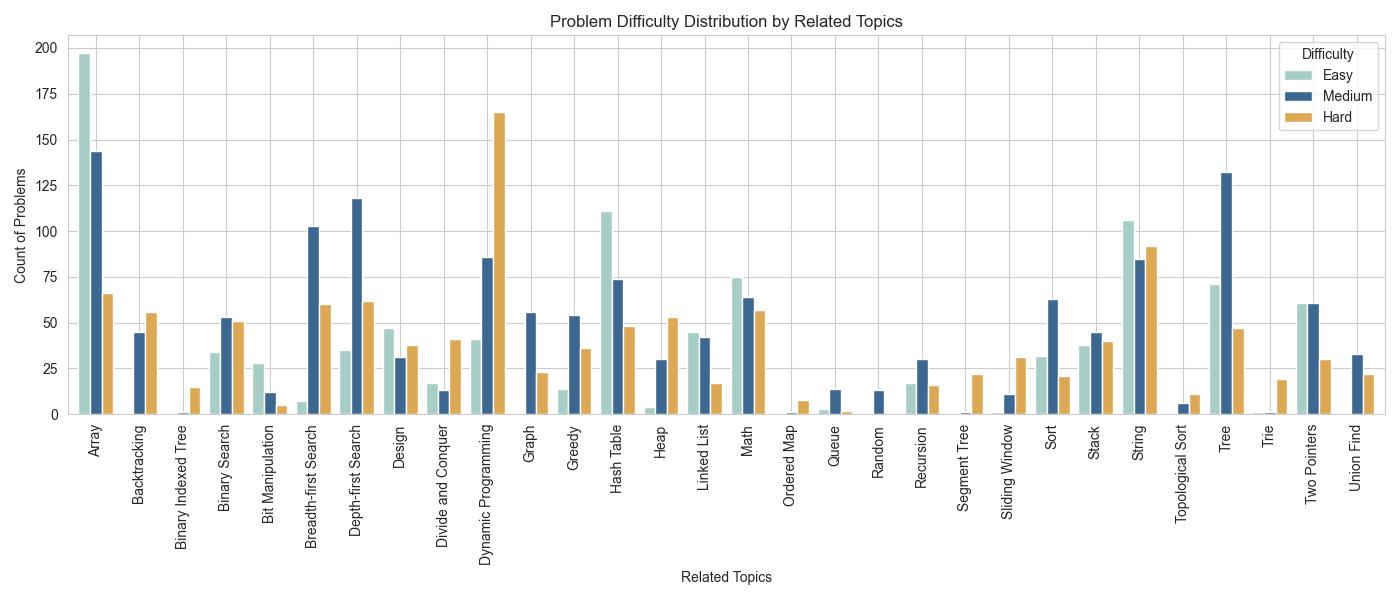 Problem Difficulty Distribution by Related Topics
Difficulty
Easy
Medium
Hard
Count of Problems
200
175
150
125
100
75
50
25
0
Array
Backtracking
Binary Indexed Tree
Binary Search
Bit Manipulation
Breadth-first Search
Depth-first Search
Design
Divide and Conquer
Dynamic Programming
Graph
Greedy
Hash Table
Heap
Linked List
Math
Ordered Map
Queue
Random
Recursion
Segment Tree
Sliding Window
Sort
Stack
String
Topological Sort
Tree
Trie
Two Pointers
Union Find
Related Topics